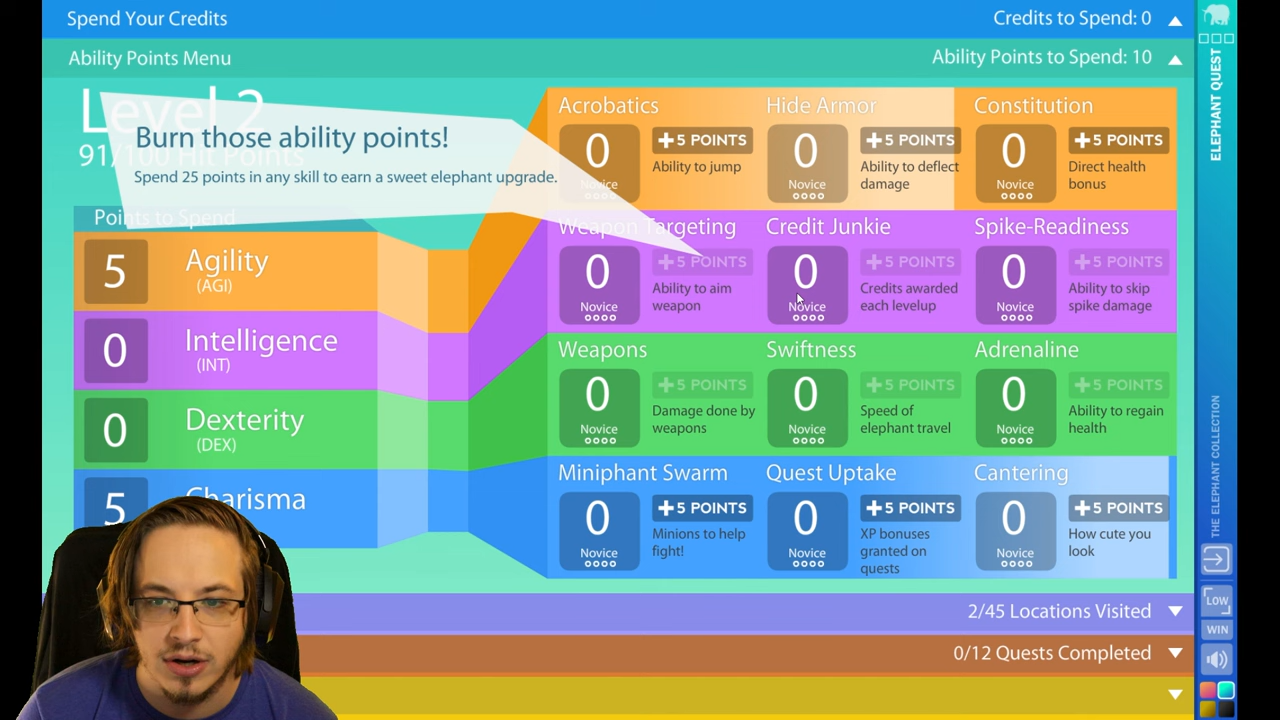 Spend Your Credits
Credits to Spend: 0
Ability Points Menu
Ability Points to Spend: 10
Level 2
91/100 Hit Points
Burn those ability points!
Spend 25 points in any skill to earn a sweet elephant upgrade.
Points to Spend
5 Agility
(AGI)
0 Intelligence
(INT)
0 Dexterity
(DEX)
5 Charisma
Acrobatics
0
Novice
+5 POINTS
Ability to jump
Hide Armor
0
Novice
+5 POINTS
Ability to deflect
damage
Constitution
0
Novice
+5 POINTS
Direct health
bonus
Weapon Targeting
0
Novice
+5 POINTS
Ability to aim
weapon
Credit Junkie
0
Novice
+5 POINTS
Credits awarded
each levelup
Spike-Readiness
0
Novice
+5 POINTS
Ability to skip
spike damage
Weapons
0
Novice
+5 POINTS
Damage done by
weapons
Swiftness
0
Novice
+5 POINTS
Speed of
elephant travel
Adrenaline
0
Novice
+5 POINTS
Ability to regain
health
Miniphant Swarm
0
Novice
+5 POINTS
Minions to help
fight!
Quest Uptake
0
Novice
+5 POINTS
XP bonuses
granted on
quests
Cantering
0
Novice
+5 POINTS
How cute you
look
2/45 Locations Visited
0/12 Quests Completed
ELEPHANT QUEST
THE ELEPHANT COLLECTION
LOW
WIN